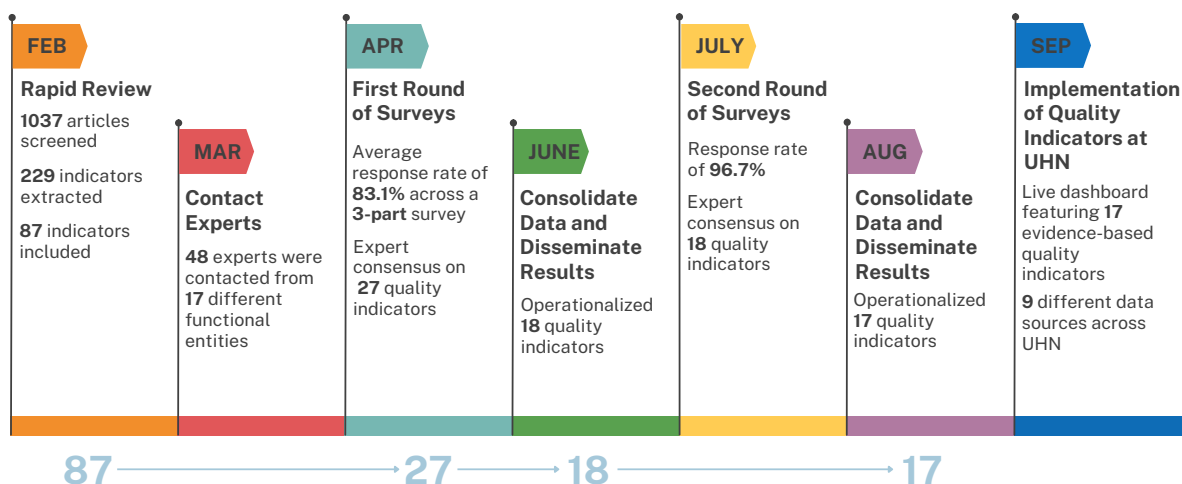 FEB
Rapid Review
1037 articles
screened
229 indicators
extracted
87 indicators
included
MAR
Contact
Experts
48 experts were
contacted from
17 different
functional
entities
APR
First Round
of Surveys
Average
response rate of
83.1% across a
3-part survey
Expert
consensus on
27 quality
indicators
JUNE
Consolidate
Data and
Disseminate
Results
Operationalized
18 quality
indicators
JULY
Second Round
of Surveys
Response rate
of 96.7%
Expert
consensus on
18 quality
indicators
AUG
Consolidate
Data and
Disseminate
Results
Operationalized
17 quality
indicators
SEP
Implementation
of Quality
Indicators at
UHN
Live dashboard
featuring 17
evidence-based
quality
indicators
9 different data
sources across
UHN
87 27 18 17